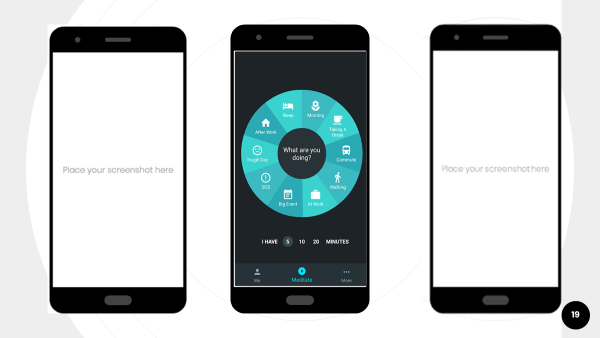 Place your screenshot here
Sleep
Morning
After Work
Taking A
Break
Tough Day
What are you
doing?
Commute
SOS
Walking
Big Event
At Work
I HAVE 5 10 20 MINUTES
Me
Meditate
More
Place your screenshot here
19